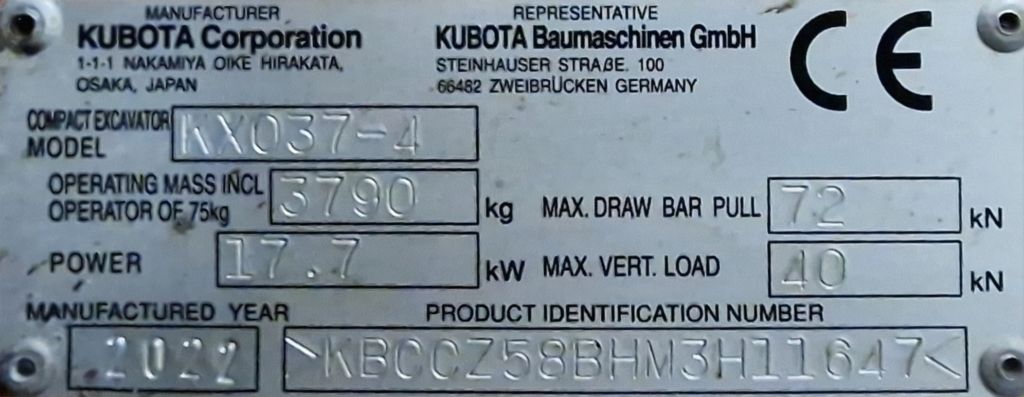 MANUFACTURER
KUBOTA Corporation
1-1-1 NAKAMIYA OIKE HIRAKATA,
OSAKA, JAPAN
REPRESENTATIVE
KUBOTA Baumaschinen GmbH
STEINHAUSER STRAßE. 100
66482 ZWEIBRÜCKEN GERMANY
CE
COMPACT EXCAVATOR
MODEL KX037-4
OPERATING MASS INCL
OPERATOR OF 75kg 3790 kg
MAX. DRAW BAR PULL 72 kN
POWER 17.7 kW
MAX. VERT. LOAD 40 kN
MANUFACTURED YEAR
2022
PRODUCT IDENTIFICATION NUMBER
>KBCCZ58BHM3H11647<